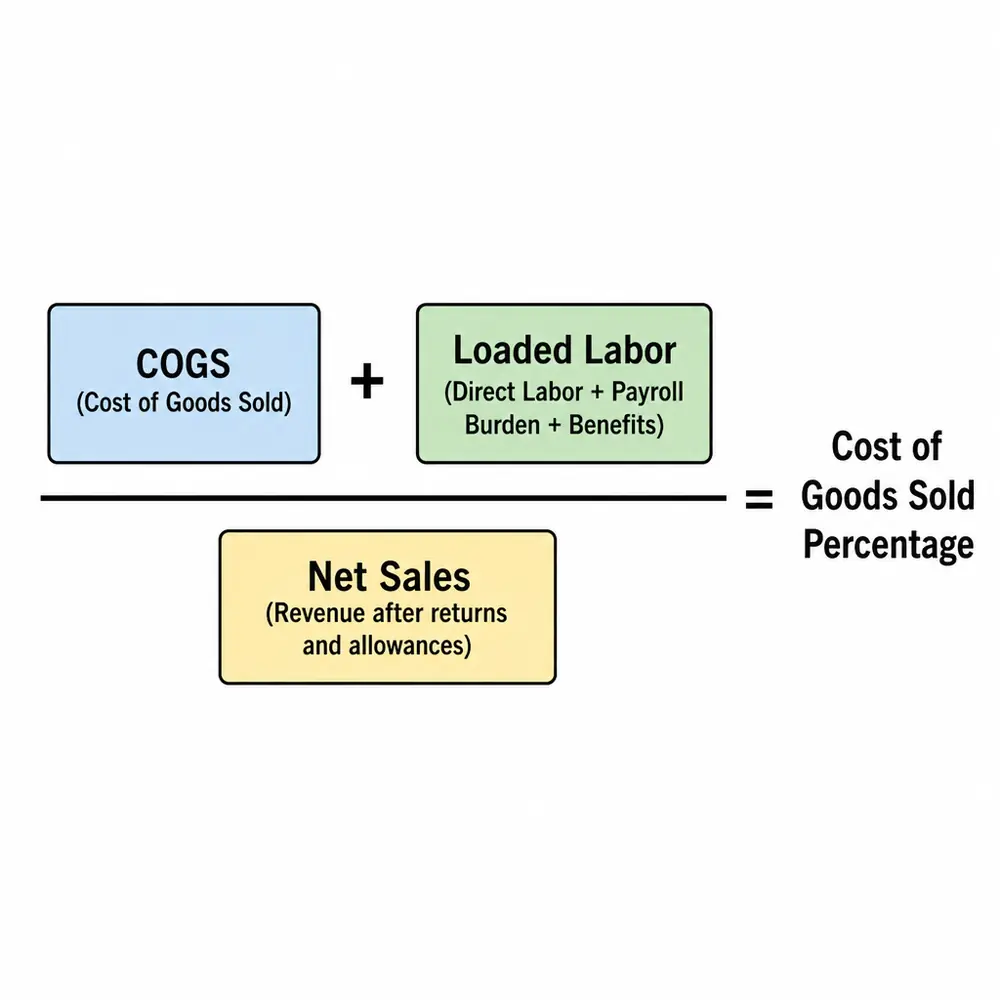 COGS
(Cost of Goods Sold)
+
Loaded Labor
(Direct Labor + Payroll
Burden + Benefits)
Net Sales
(Revenue after returns
and allowances)
=
Cost of
Goods Sold
Percentage